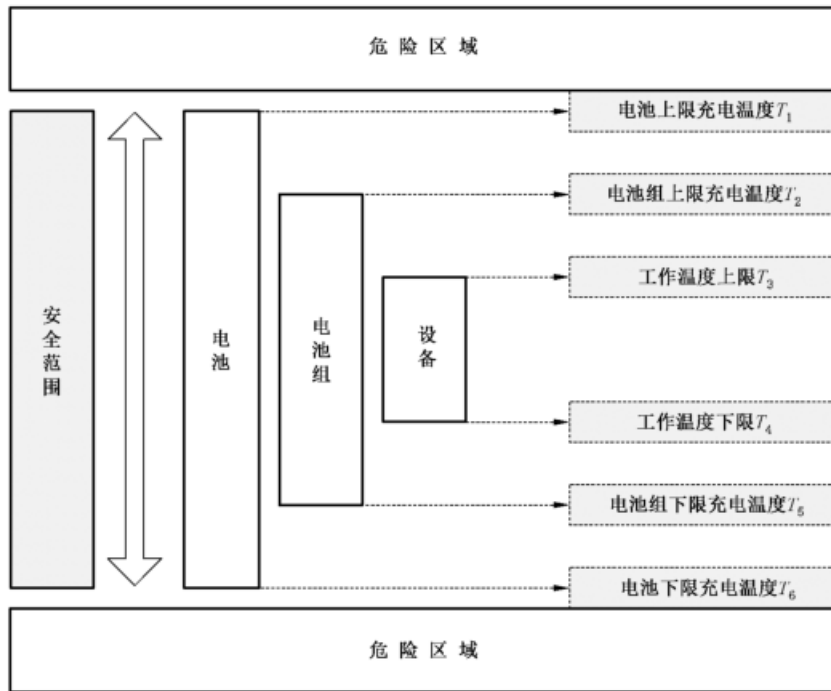 危险区域
电池上限充电温度T₁
电池组上限充电温度T₂
工作温度上限T₃
安全范围
电池
电池组
设备
工作温度下限T₄
电池组下限充电温度T₅
电池下限充电温度T₆
危险区域